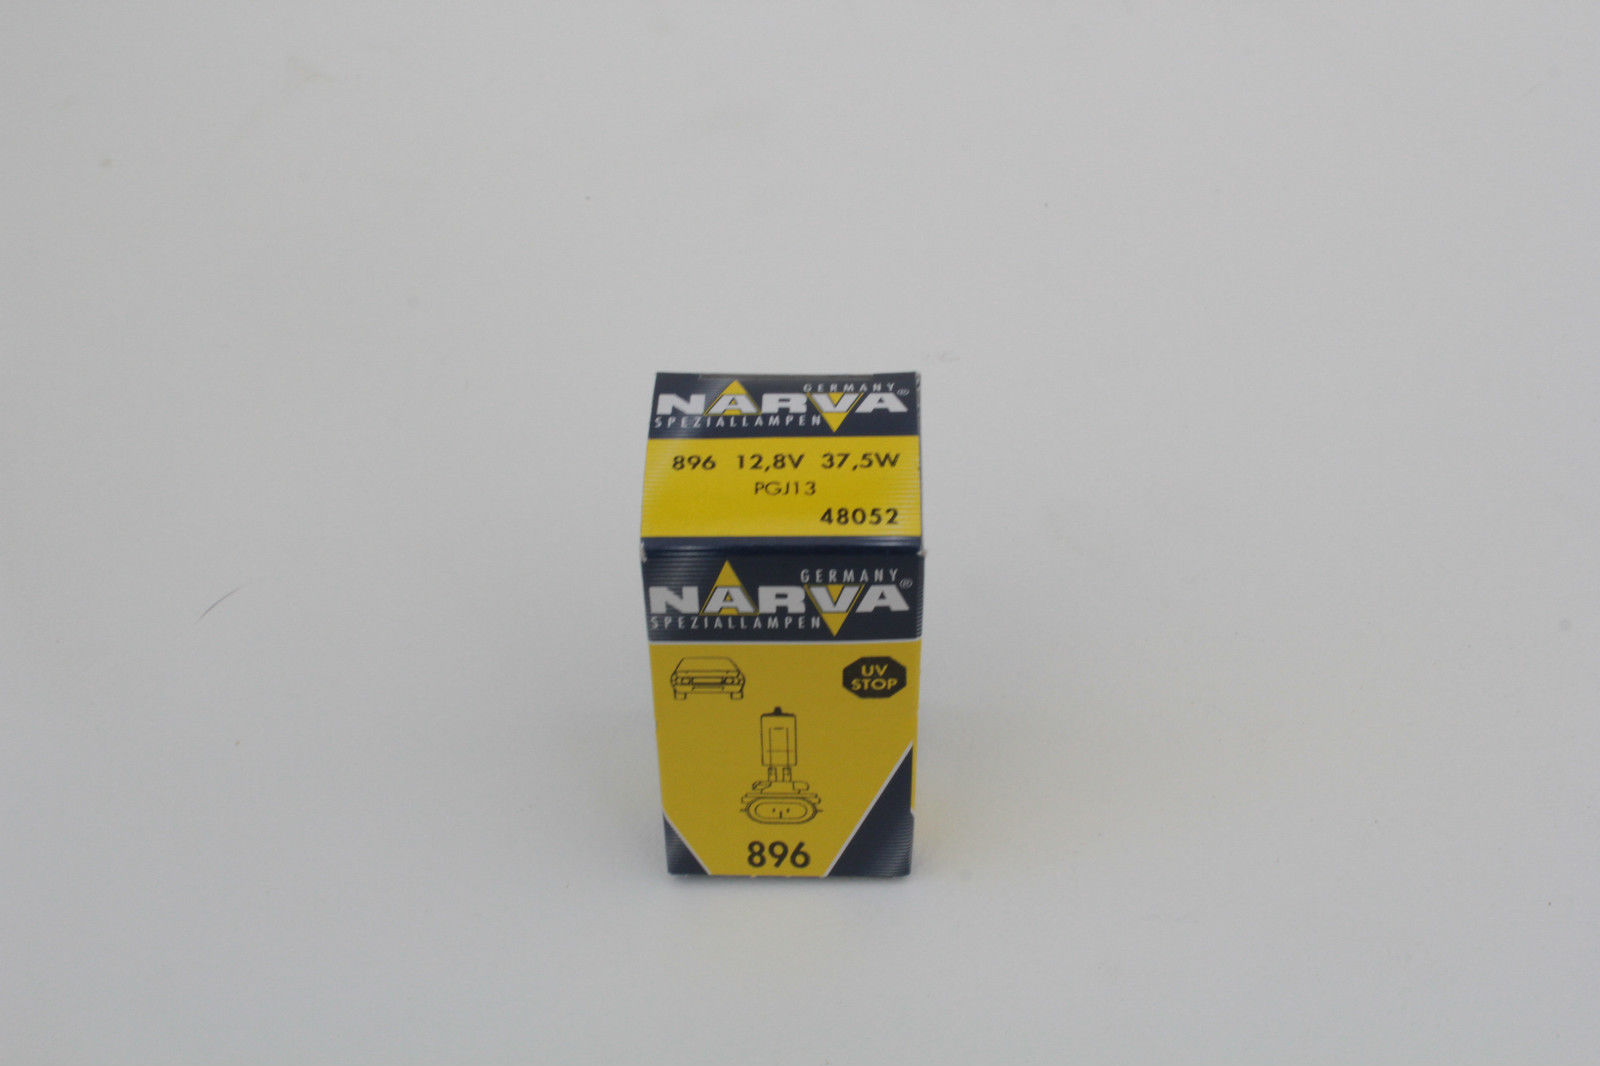 GERMANY
NARVA®
SPEZIALLAMPEN
896 12,8V 37,5W
PGJ13
48052
GERMANY
NARVA®
SPEZIALLAMPEN
UV
STOP
896